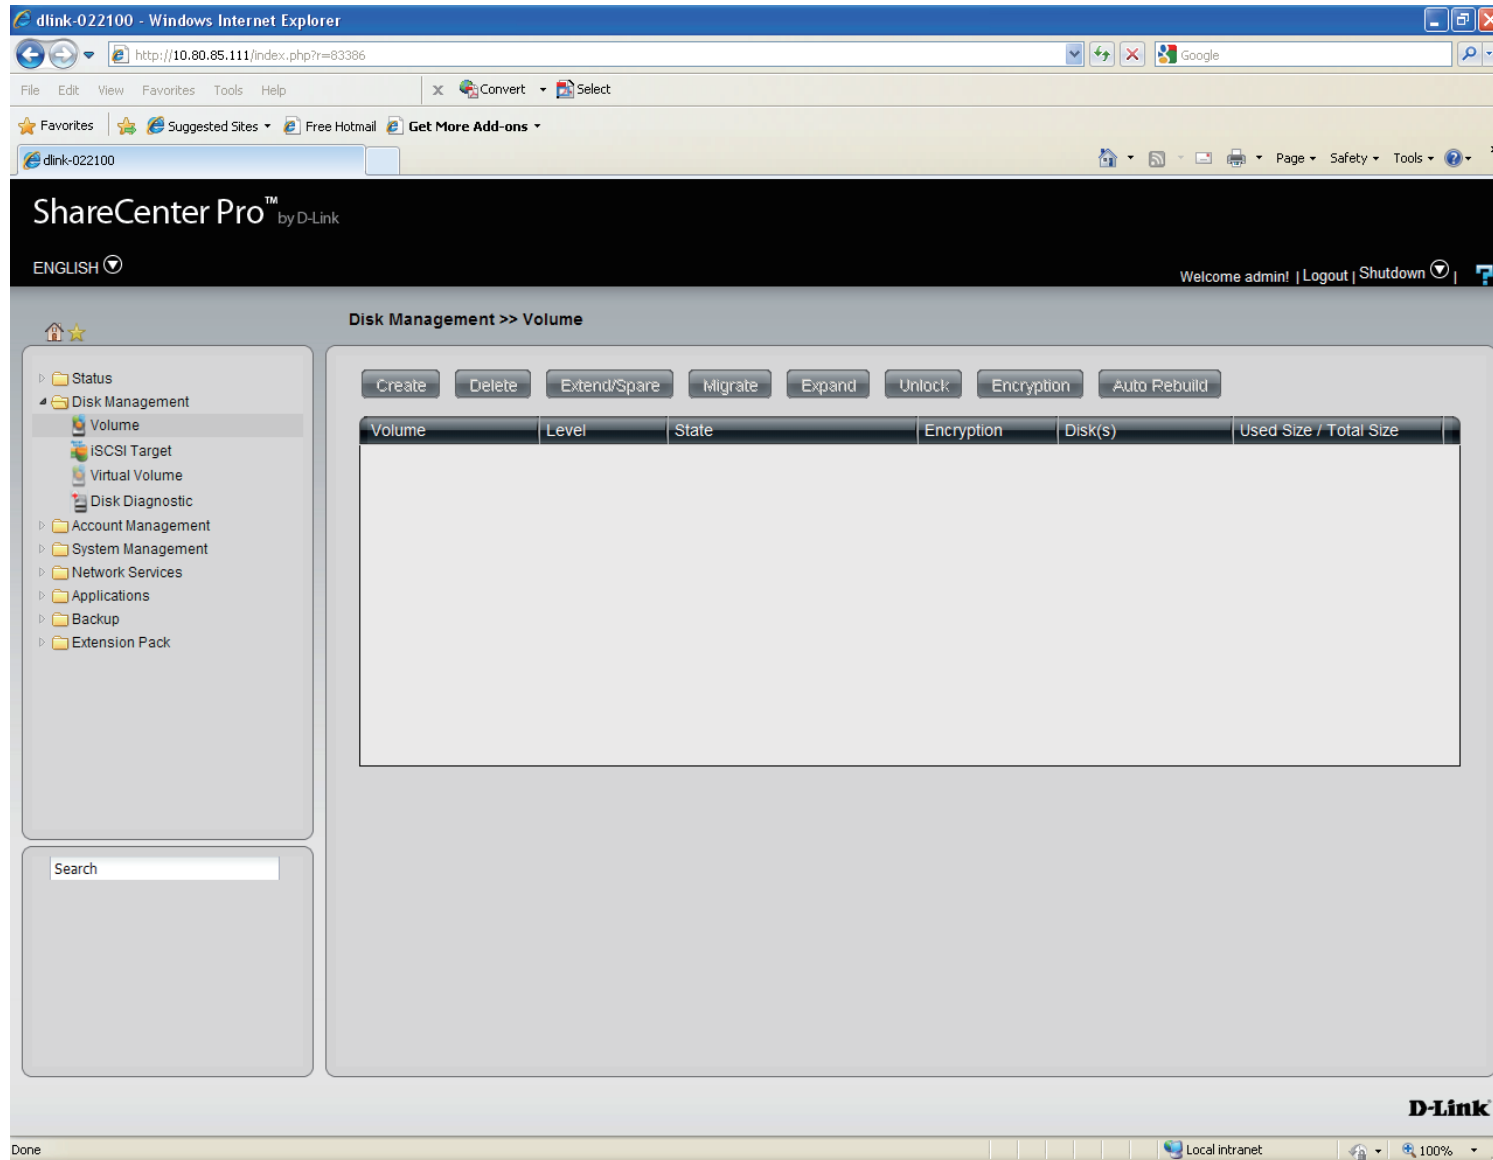 dlink-022100 - Windows Internet Explorer
http://10.80.85.111/index.php?r=83386
Google
File Edit View Favorites Tools Help
x Convert Select
Favorites Suggested Sites Free Hotmail Get More Add-ons
dlink-022100
Page Safety Tools
ShareCenter Pro™ by D-Link
ENGLISH
Welcome admin! | Logout | Shutdown |
Disk Management >> Volume
Status
Disk Management
Volume
iSCSI Target
Virtual Volume
Disk Diagnostic
Account Management
System Management
Network Services
Applications
Backup
Extension Pack
Create Delete Extend/Spare Migrate Expand Unlock Encryption Auto Rebuild
Volume Level State Encryption Disk(s) Used Size / Total Size
Search
D-Link
Done
Local intranet
100%